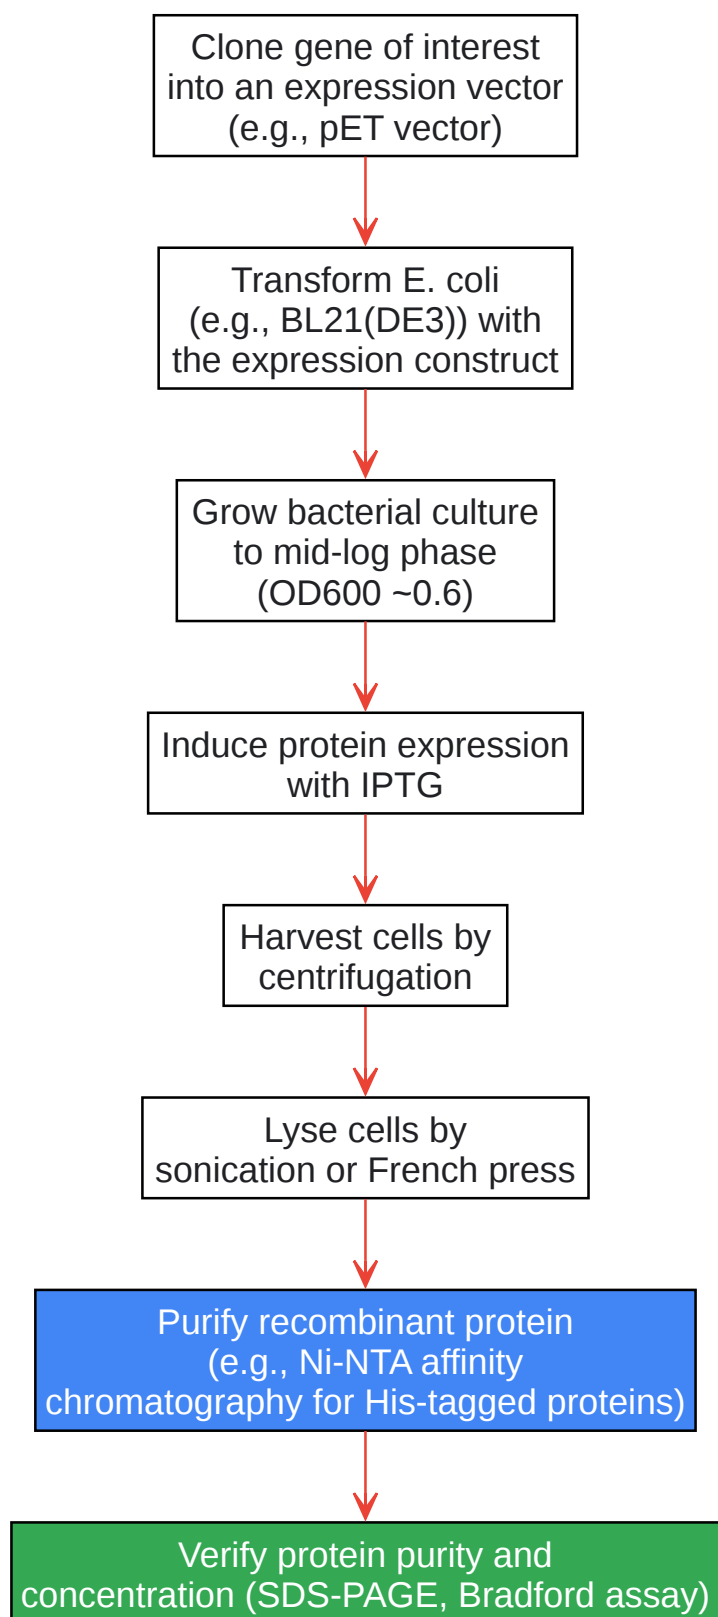 Clone gene of interest
into an expression vector
(e.g., pET vector)
Transform E. coli
(e.g., BL21(DE3)) with
the expression construct
Grow bacterial culture
to mid-log phase
(OD600 ~0.6)
Induce protein expression
with IPTG
Harvest cells by
centrifugation
Lyse cells by
sonication or French press
Purify recombinant protein
(e.g., Ni-NTA affinity
chromatography for His-tagged proteins)
Verify protein purity and
concentration (SDS-PAGE, Bradford assay)